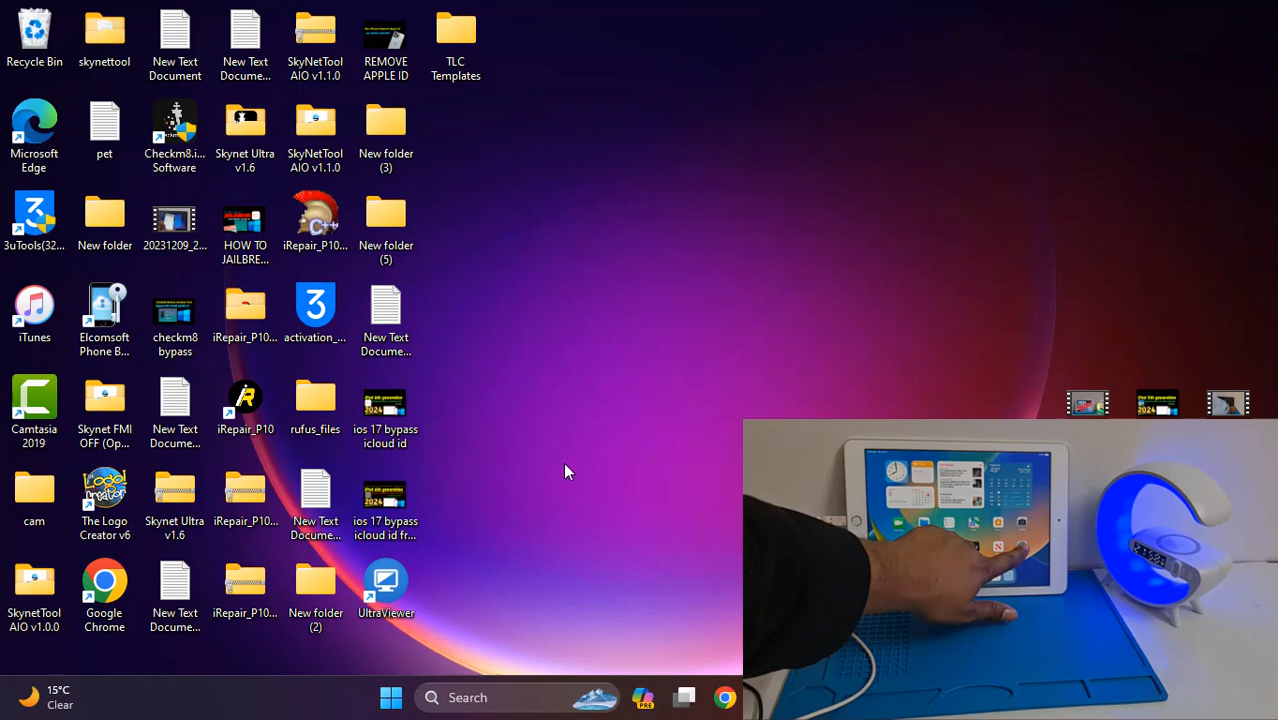 Recycle Bin
skynettool
New Text
Document
New Text
Docume...
SkyNetTool
AIO v1.1.0
REMOVE
APPLE ID
TLC
Templates
Microsoft
Edge
pet
Checkm8.i...
Software
Skynet Ultra
v1.6
SkyNetTool
AIO v1.1.0
New folder
(3)
3uTools(32...
New folder
20231209_2...
HOW TO
JAILBRE...
C++
iRepair_P10...
New folder
(5)
iTunes
Elcomsoft
Phone B...
checkm8
bypass
iRepair_P10...
3
activation_...
New Text
Docume...
Camtasia
2019
Skynet FMI
OFF (Op...
New Text
Docume...
iR
iRepair_P10
rufus_files
ios 17 bypass
icloud id
cam
The Logo
Creator v6
Skynet Ultra
v1.6
iRepair_P10...
New Text
Docume...
ios 17 bypass
icloud id fr...
SkynetTool
AIO v1.0.0
Google
Chrome
New Text
Docume...
iRepair_P10...
New folder
(2)
UltraViewer
15°C
Clear
Search
PRE